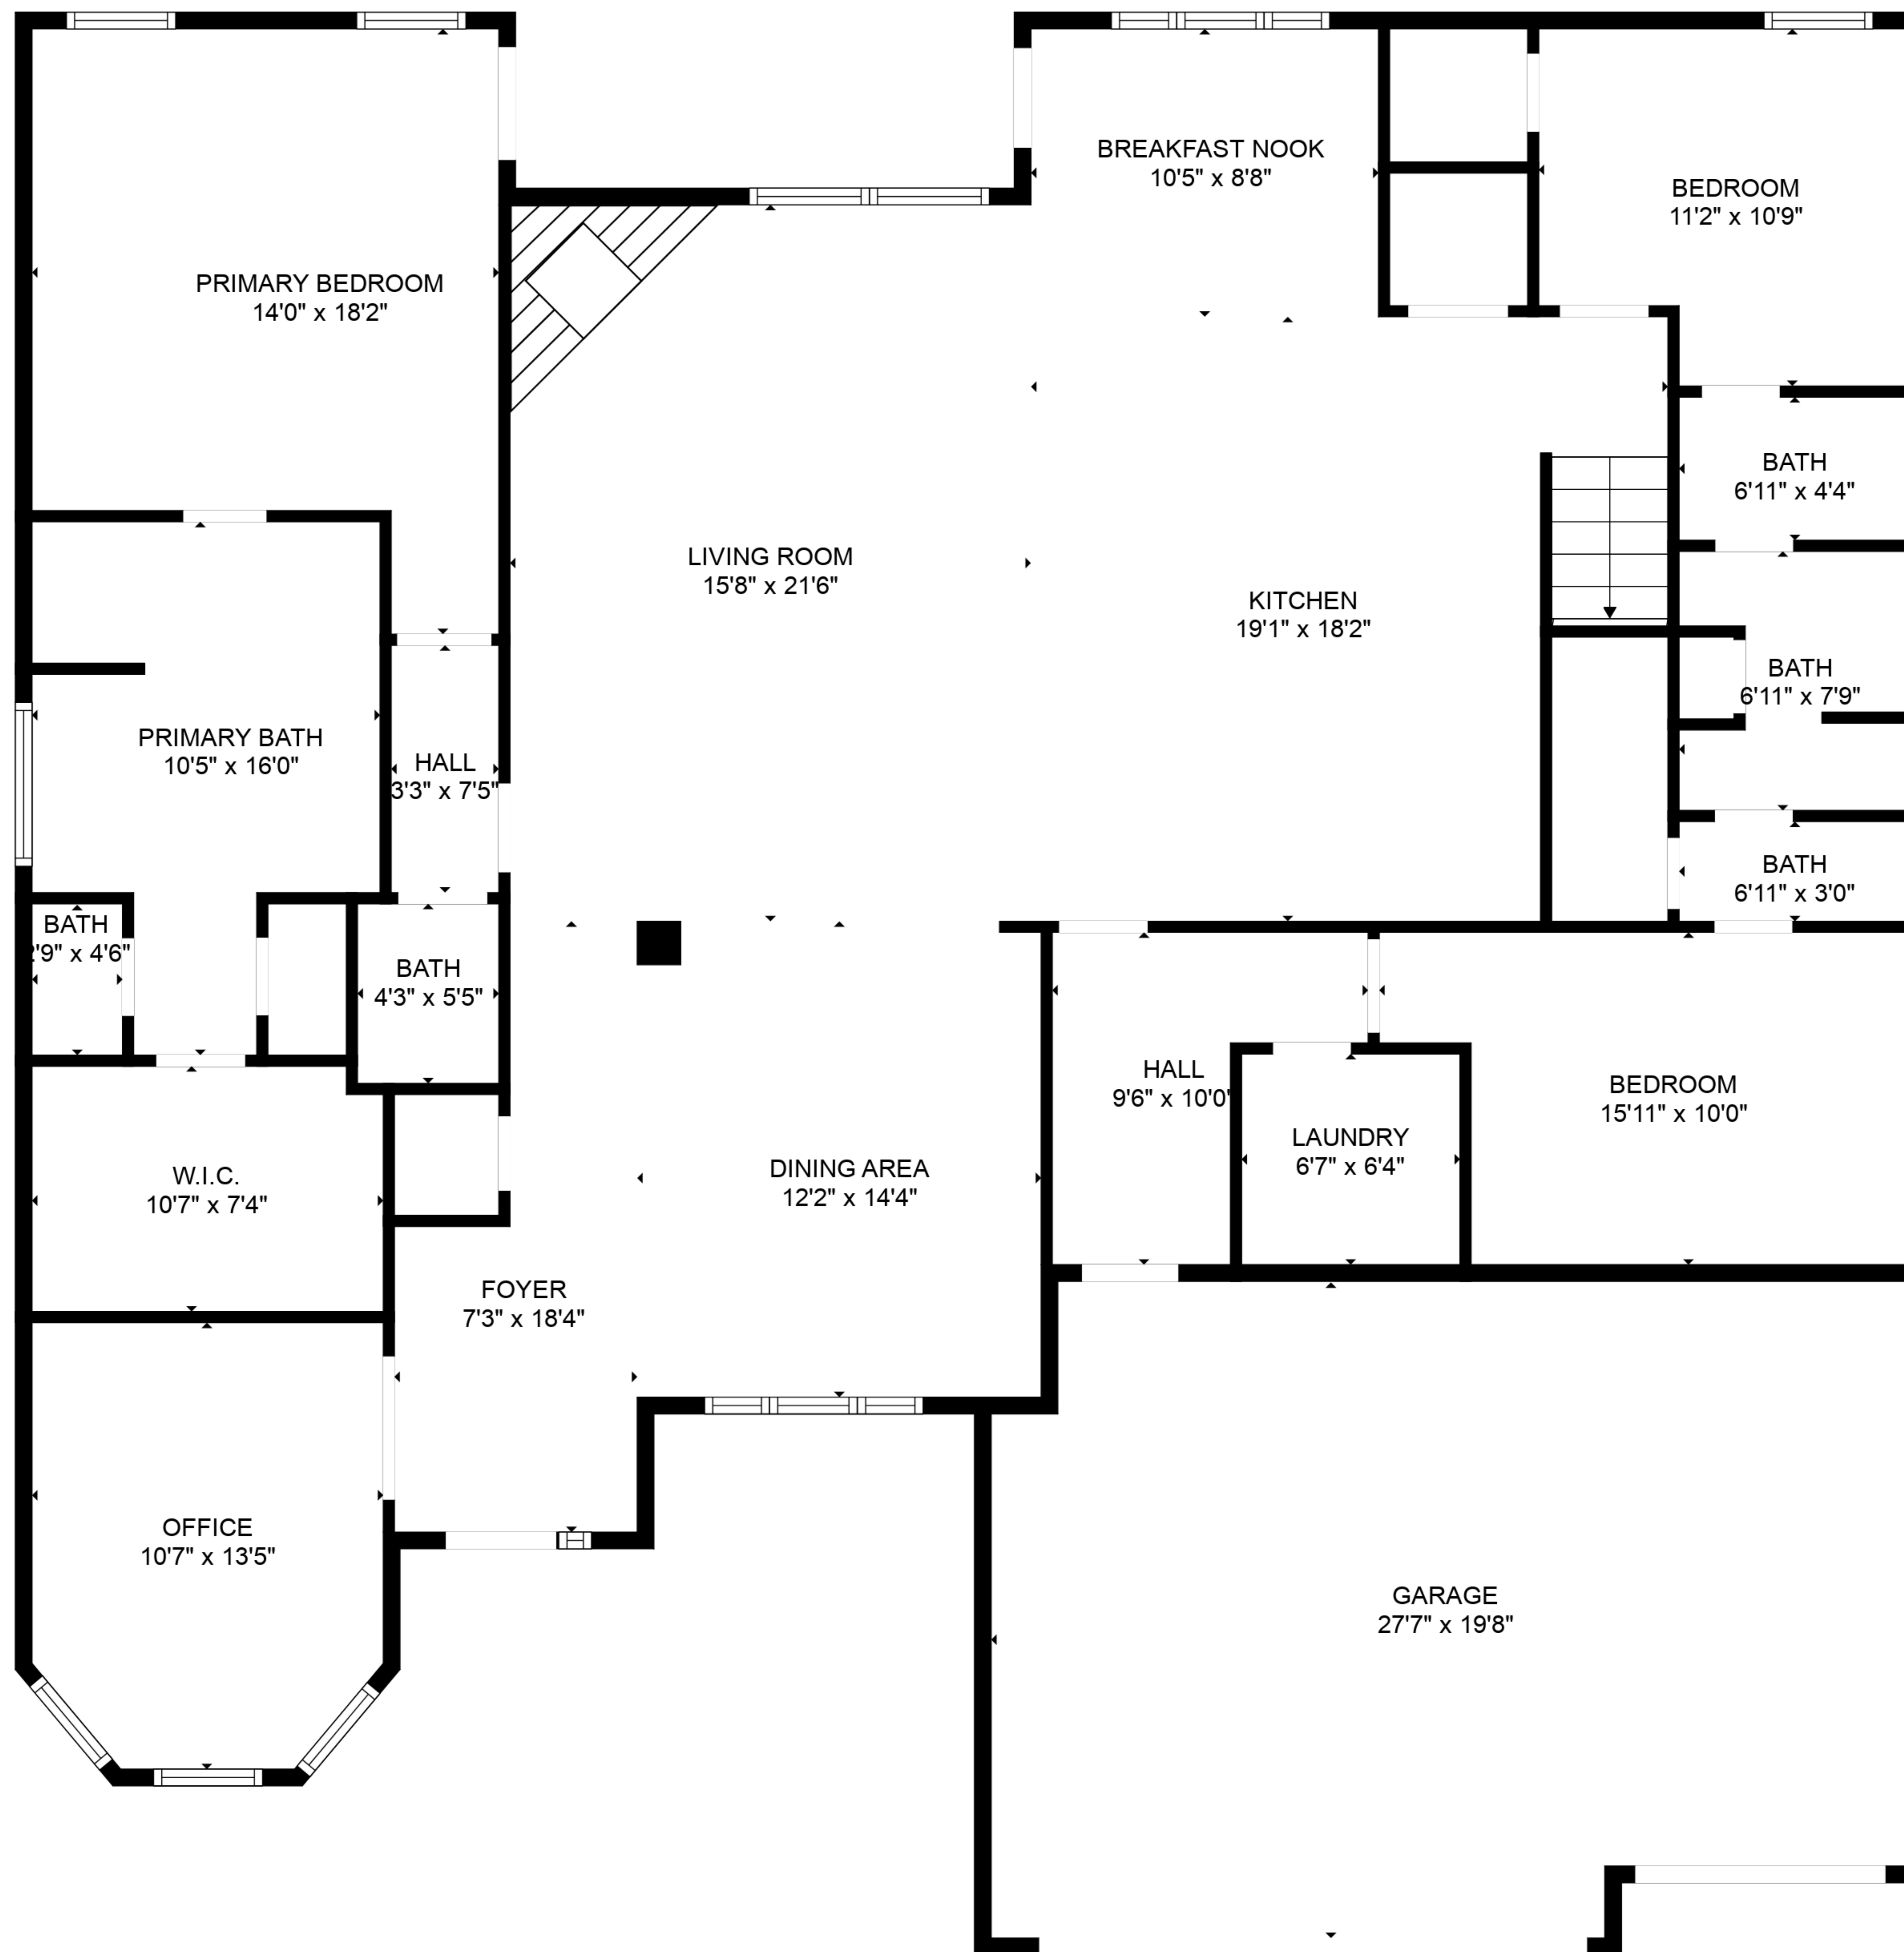 BREAKFAST NOOK
10'5" x 8'8"
BEDROOM
11'2" x 10'9"
PRIMARY BEDROOM
14'0" x 18'2"
BATH
6'11" x 4'4"
LIVING ROOM
15'8" x 21'6"
KITCHEN
19'1" x 18'2"
BATH
6'11" x 7'9"
PRIMARY BATH
10'5" x 16'0"
HALL
3'3" x 7'5"
BATH
6'11" x 3'0"
BATH
2'9" x 4'6"
BATH
4'3" x 5'5"
HALL
9'6" x 10'0"
BEDROOM
15'11" x 10'0"
LAUNDRY
6'7" x 6'4"
DINING AREA
12'2" x 14'4"
W.I.C.
10'7" x 7'4"
FOYER
7'3" x 18'4"
OFFICE
10'7" x 13'5"
GARAGE
27'7" x 19'8"